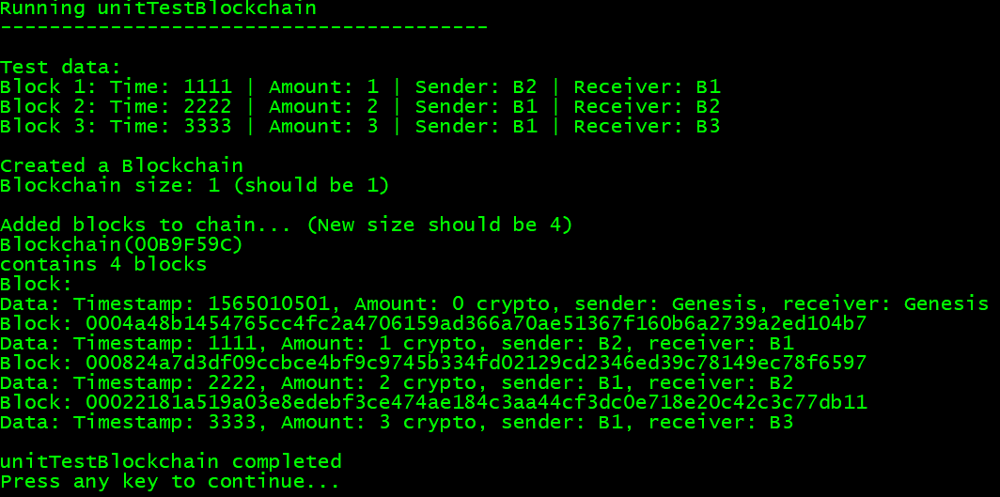 Running unitTestBlockchain
----------------------------------------
Test data:
Block 1: Time: 1111 | Amount: 1 | Sender: B2 | Receiver: B1
Block 2: Time: 2222 | Amount: 2 | Sender: B1 | Receiver: B2
Block 3: Time: 3333 | Amount: 3 | Sender: B1 | Receiver: B3
Created a Blockchain
Blockchain size: 1 (should be 1)
Added blocks to chain... (New size should be 4)
Blockchain(00B9F59C)
contains 4 blocks
Block:
Data: Timestamp: 1565010501, Amount: 0 crypto, sender: Genesis, receiver: Genesis
Block: 0004a48b1454765cc4fc2a4706159ad366a70ae51367f160b6a2739a2ed104b7
Data: Timestamp: 1111, Amount: 1 crypto, sender: B2, receiver: B1
Block: 000824a7d3df09ccbce4bf9c9745b334fd02129cd2346ed39c78149ec78f6597
Data: Timestamp: 2222, Amount: 2 crypto, sender: B1, receiver: B2
Block: 00022181a519a03e8edebf3ce474ae184c3aa44cf3dc0e718e20c42c3c77db11
Data: Timestamp: 3333, Amount: 3 crypto, sender: B1, receiver: B3
unitTestBlockchain completed
Press any key to continue...